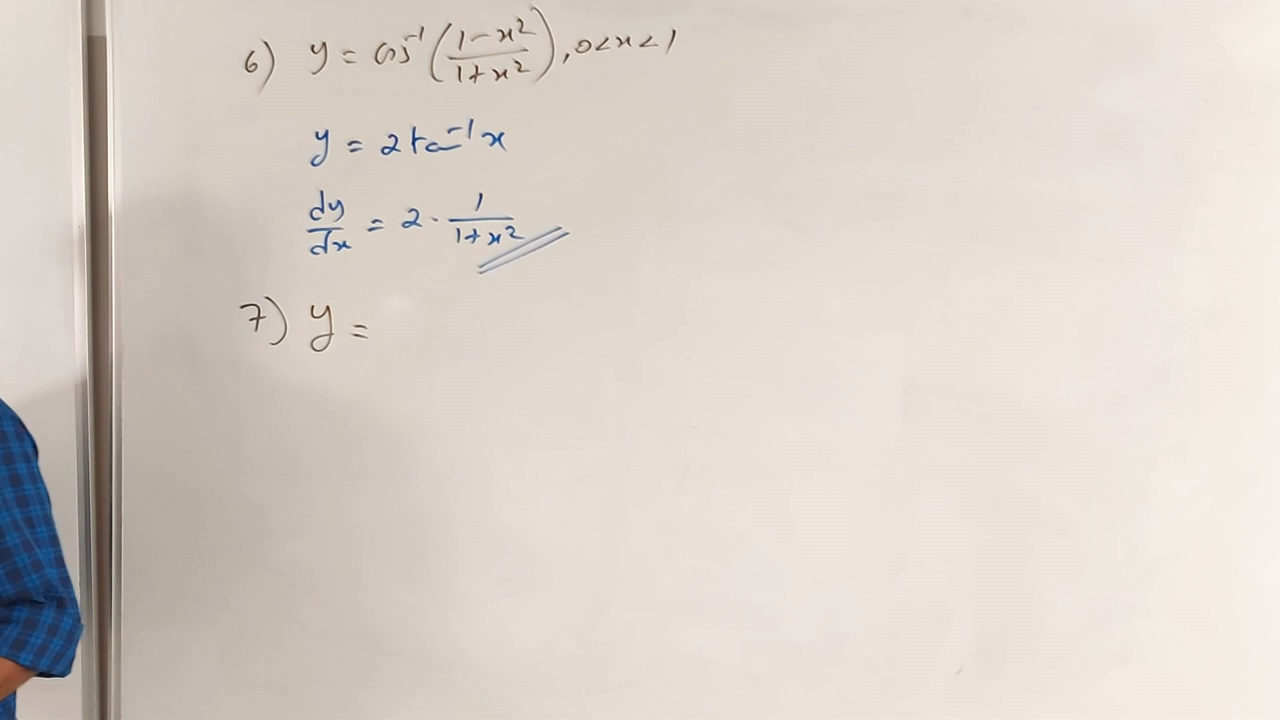 6) y = cos⁻¹ ((1-x²)/(1+x²)), 0<x<1
y = 2tan⁻¹x
dy/dx = 2 · 1/(1+x²)
7) y =